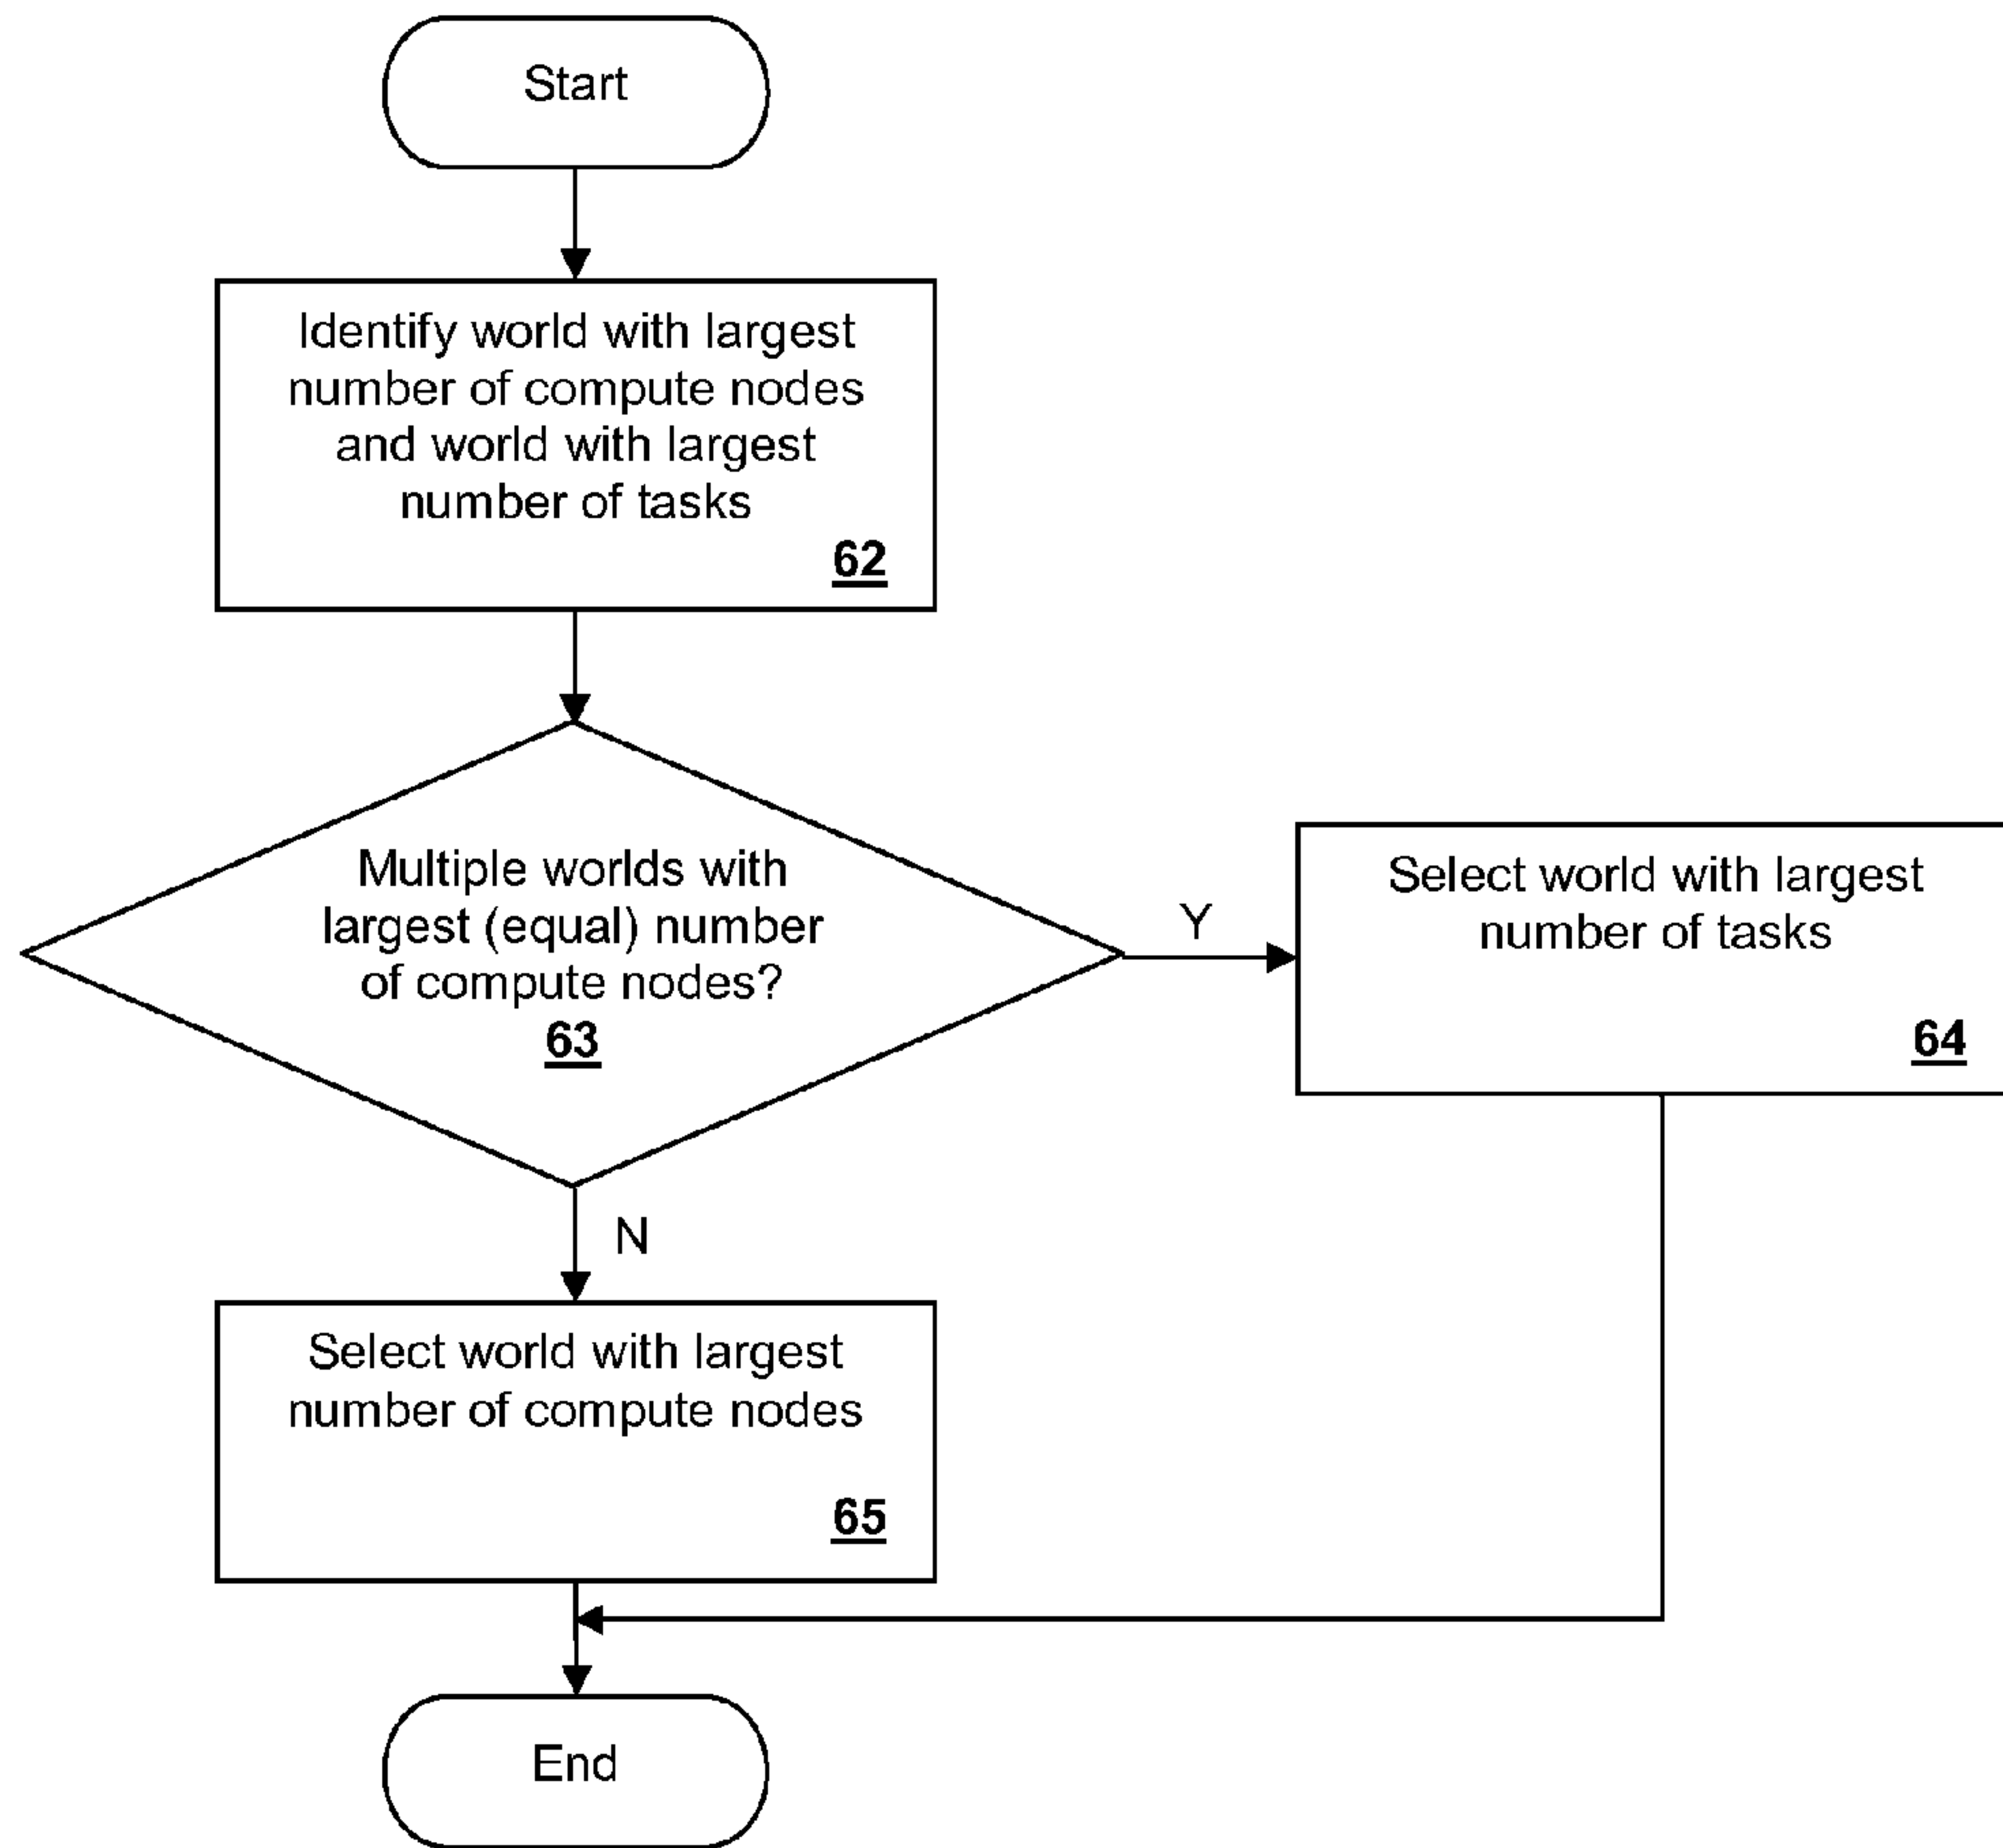 Start
Identify world with largest
number of compute nodes
and world with largest
number of tasks
62
Multiple worlds with
largest (equal) number
of compute nodes?
63
Y
Select world with largest
number of tasks
64
N
Select world with largest
number of compute nodes
65
End